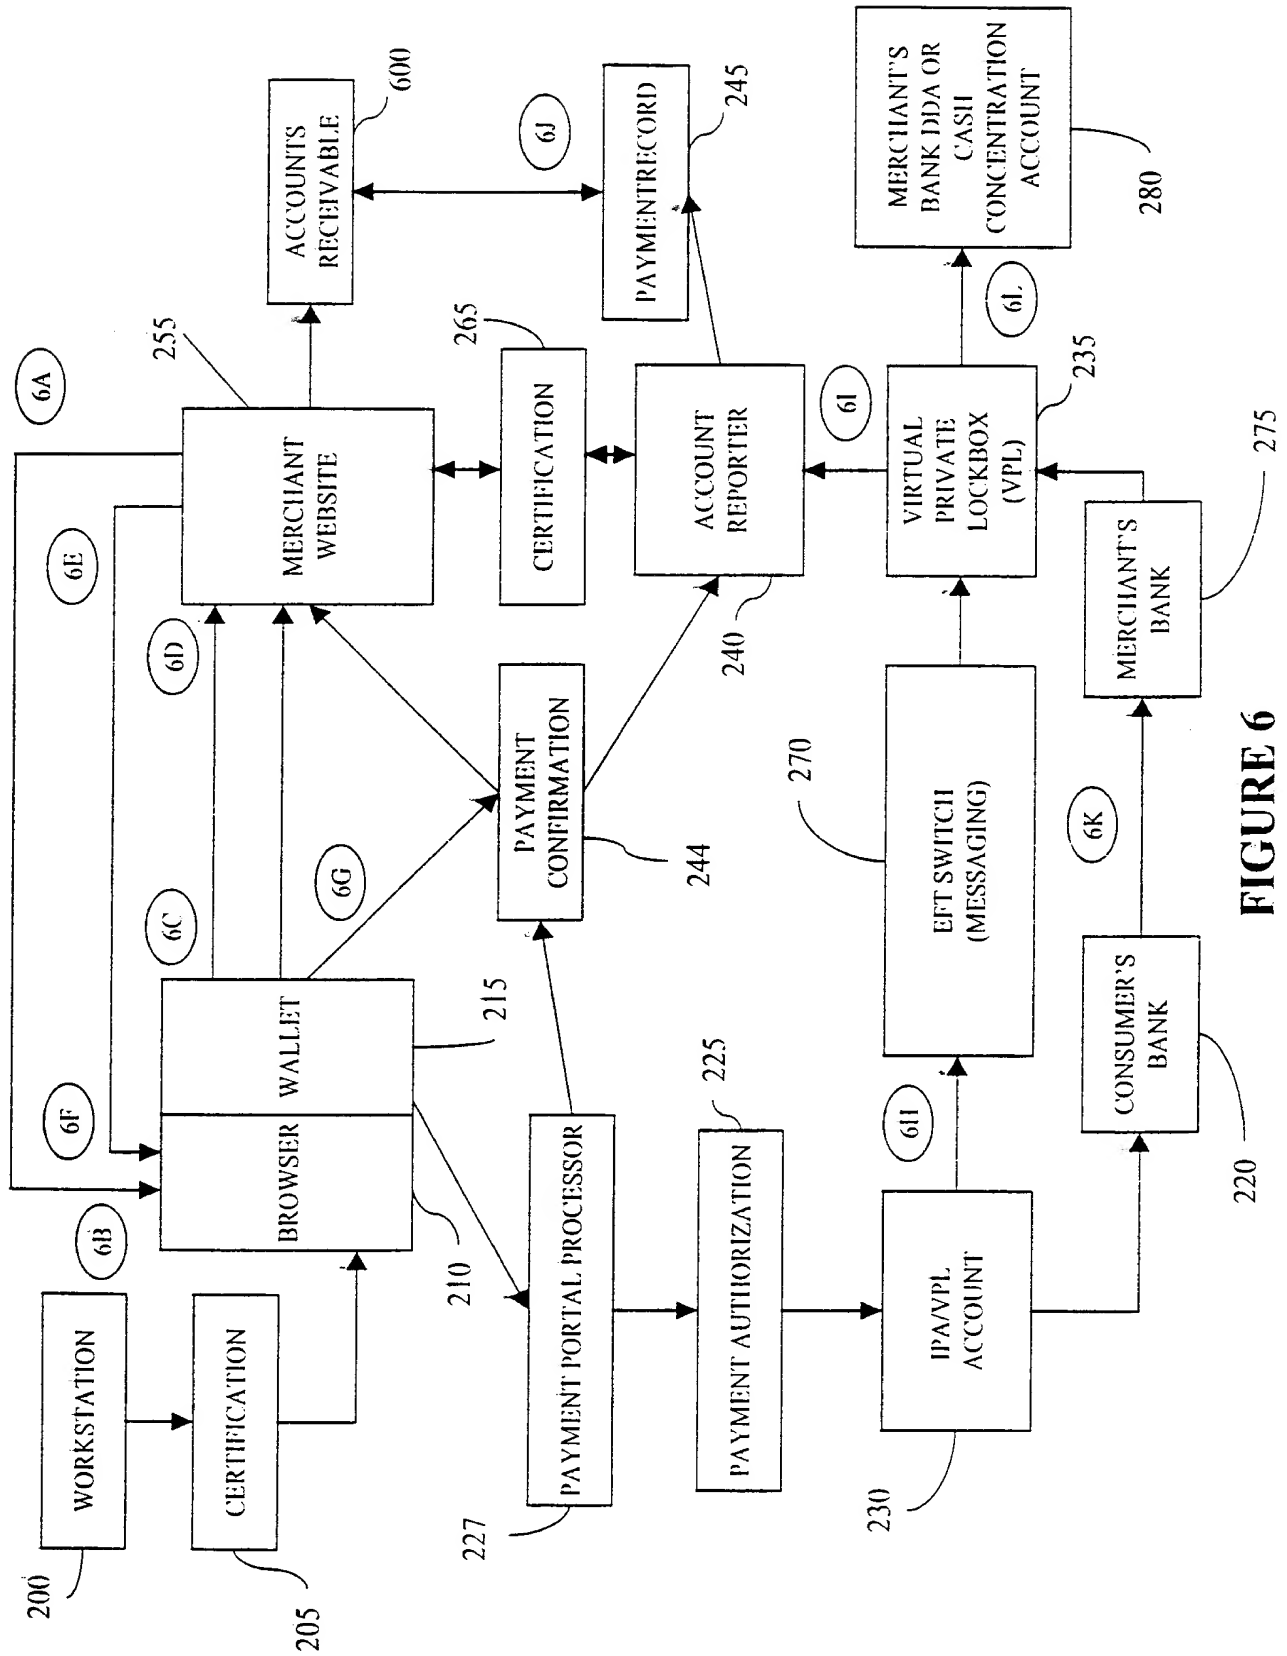 200
WORKSTATION
205
CERTIFICATION
6B
6F
6E
6A
BROWSER
WALLET
210
215
6C
6D
6G
MERCHANT
WEBSITE
255
ACCOUNTS
RECEIVABLE
600
227
PAYMENT PORTAL PROCESSOR
PAYMENT
CONFIRMATION
244
CERTIFICATION
265
6J
PAYMENTRECORD
245
PAYMENT AUTHORIZATION
225
ACCOUNT
REPORTER
240
6I
230
IPA/VPL
ACCOUNT
6H
EFT SWITCH
(MESSAGING)
270
VIRTUAL
PRIVATE
LOCKBOX
(VPL)
235
6L
MERCHANT'S
BANK DDA OR
CASH
CONCENTRATION
ACCOUNT
280
CONSUMER'S
BANK
220
6K
MERCHANT'S
BANK
275
FIGURE 6